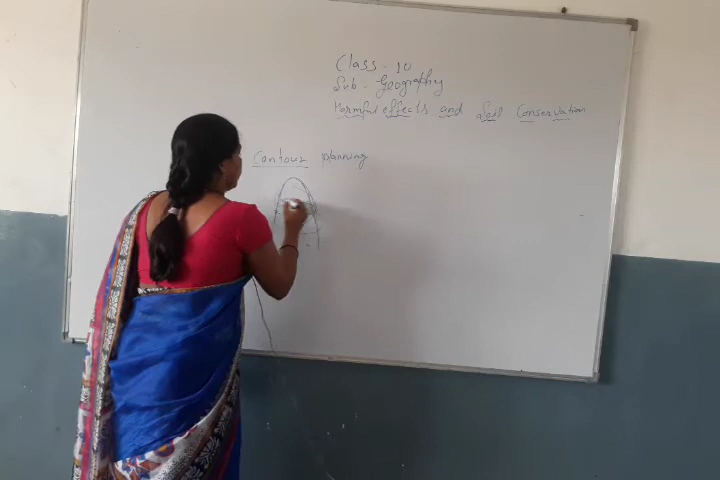 Class - 10
Sub - Geography
Harmful effects and Soil Conservation
Contour planning